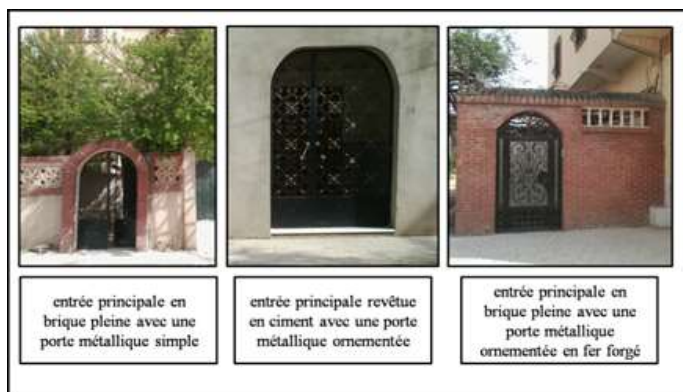 entrée principale en
brique pleine avec une
porte métallique simple
entrée principale revêtue
en ciment avec une porte
métallique ornementée
entrée principale en
brique pleine avec une
porte métallique
ornementée en fer forgé